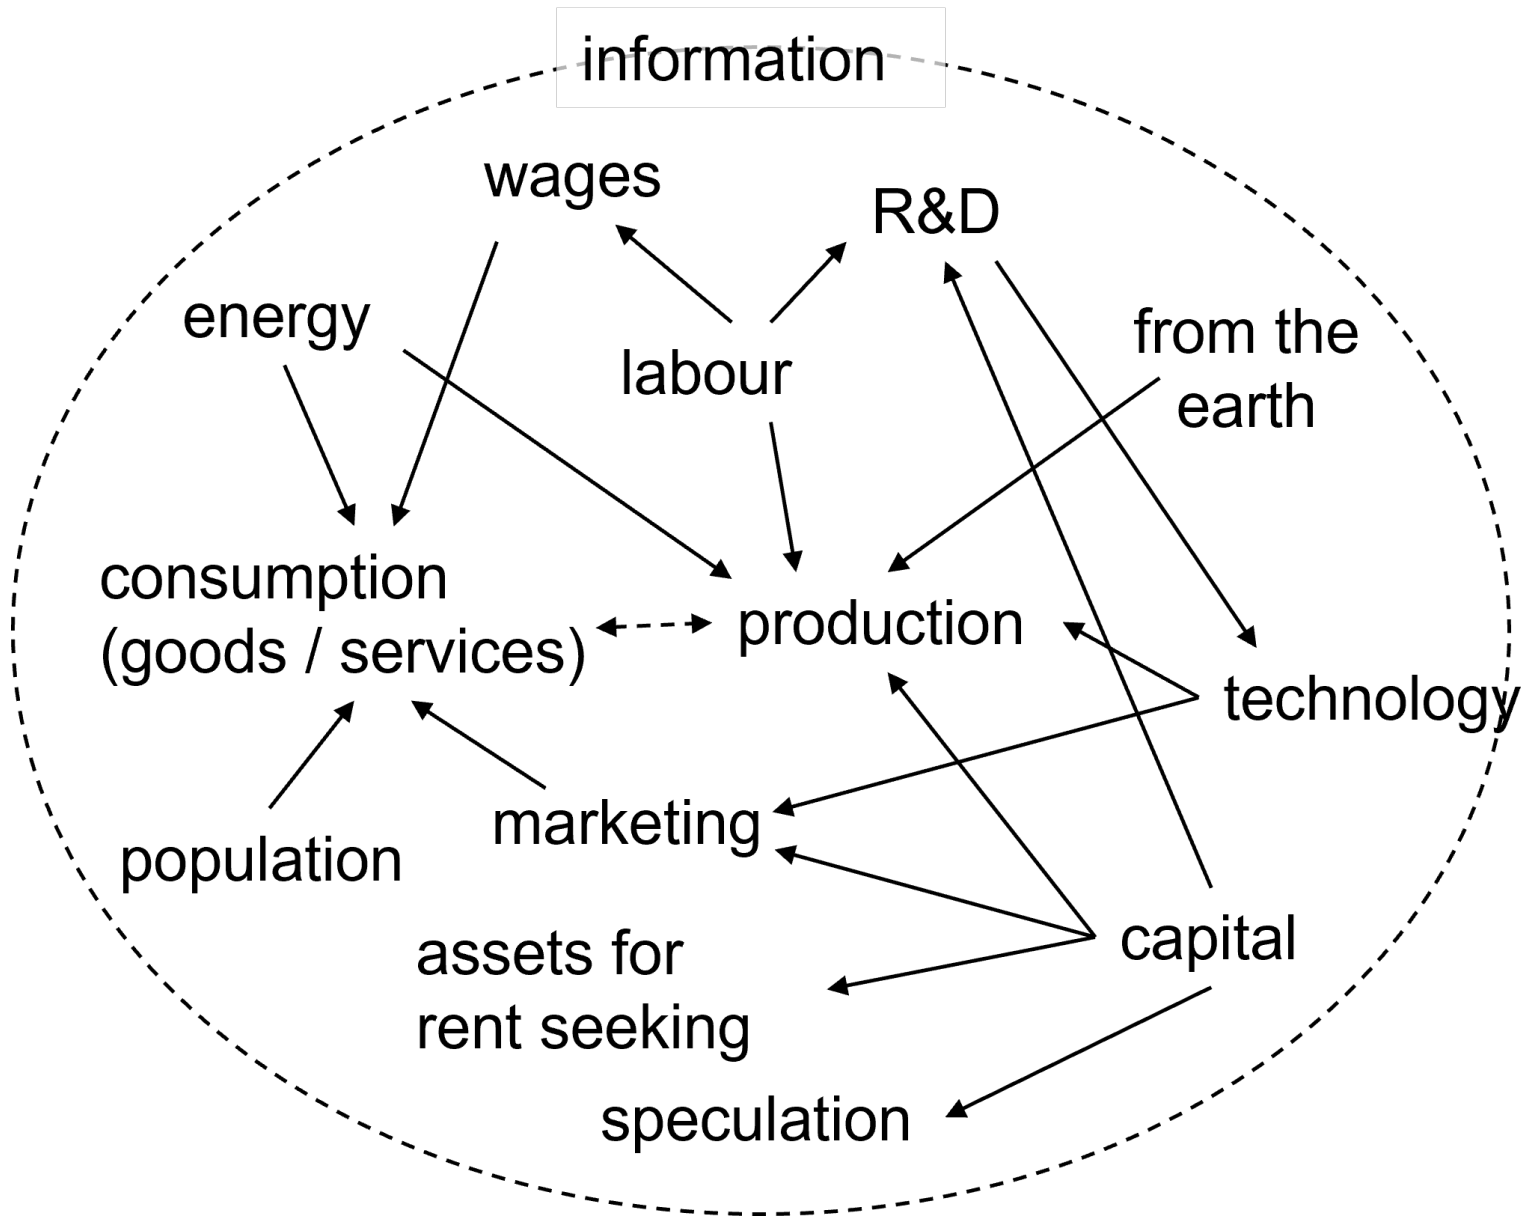 information
wages
R&D
energy
from the
earth
labour
consumption
(goods / services)
production
technology
marketing
population
assets for
rent seeking
capital
speculation